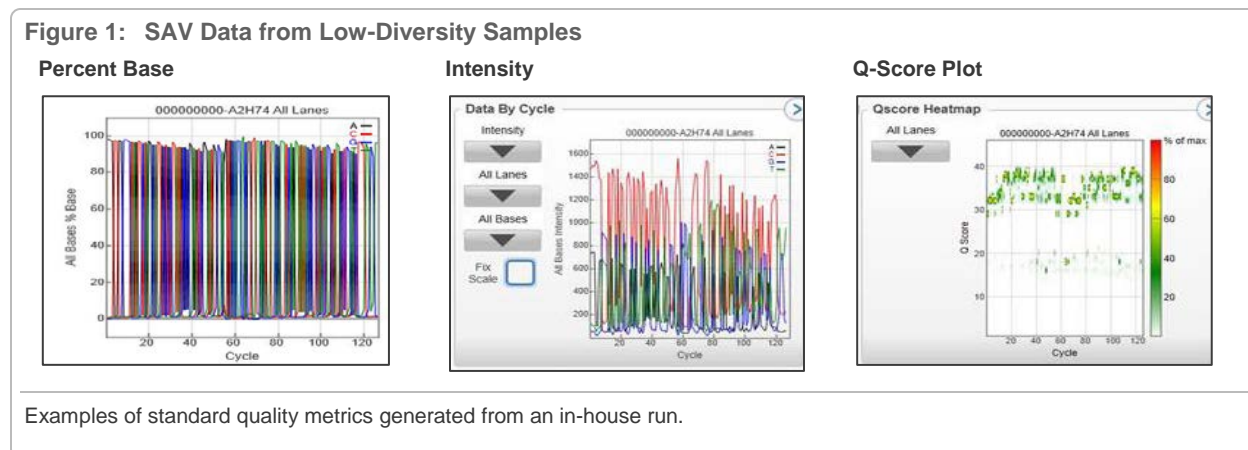 Figure 1: SAV Data from Low-Diversity Samples
Percent Base
Intensity
Q-Score Plot
000000000-A2H74 All Lanes
A
C
G
T
100
80
60
40
20
0
All Bases % Base
20 40 60 80 100 120
Cycle
Data By Cycle
Intensity
All Lanes
All Bases
Fix
Scale
000000000-A2H74 All Lanes
A
C
G
T
1600
1400
1200
1000
800
600
400
200
All Bases Intensity
20 40 60 80 100 120
Cycle
Qscore Heatmap
All Lanes
000000000-A2H74 All Lanes
% of max
40
30
20
10
Q Score
20 40 60 80 100 120
Cycle
80
60
40
20
Examples of standard quality metrics generated from an in-house run.